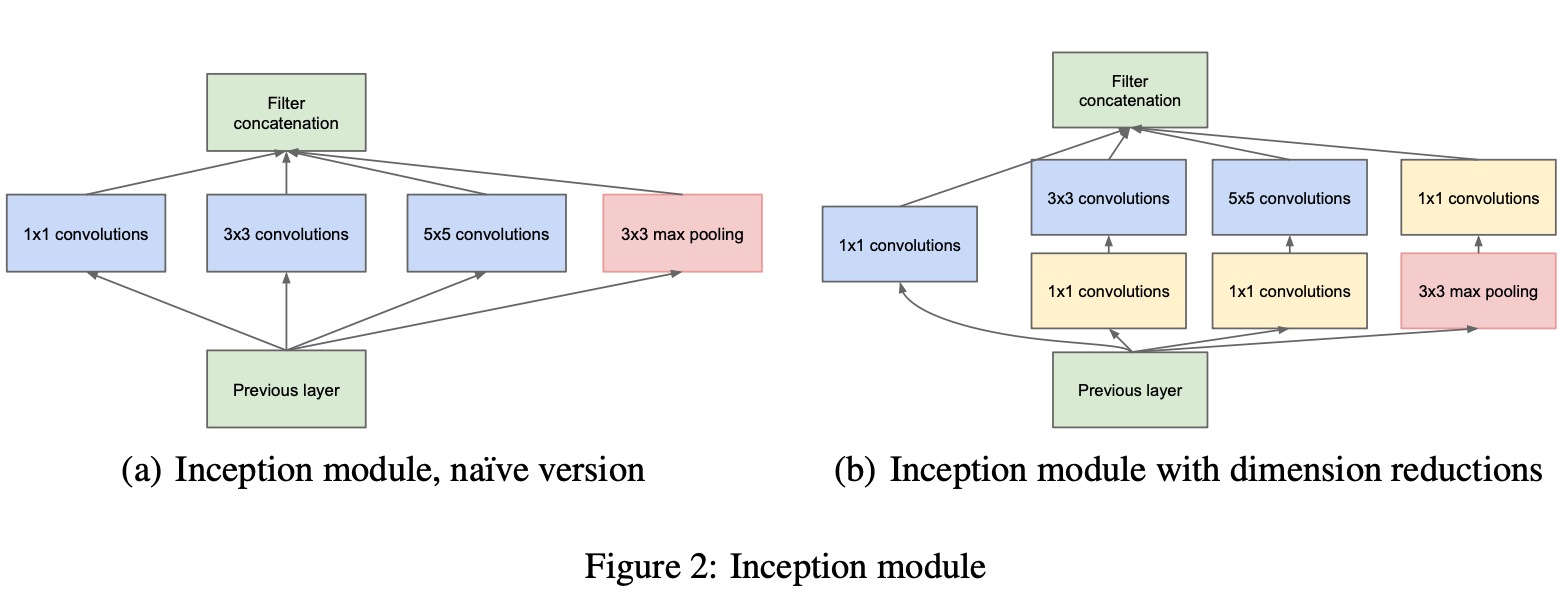 Filter
concatenation
1x1 convolutions
3x3 convolutions
5x5 convolutions
3x3 max pooling
Previous layer
(a) Inception module, naïve version
Filter
concatenation
3x3 convolutions
5x5 convolutions
1x1 convolutions
1x1 convolutions
1x1 convolutions
1x1 convolutions
3x3 max pooling
Previous layer
(b) Inception module with dimension reductions
Figure 2: Inception module